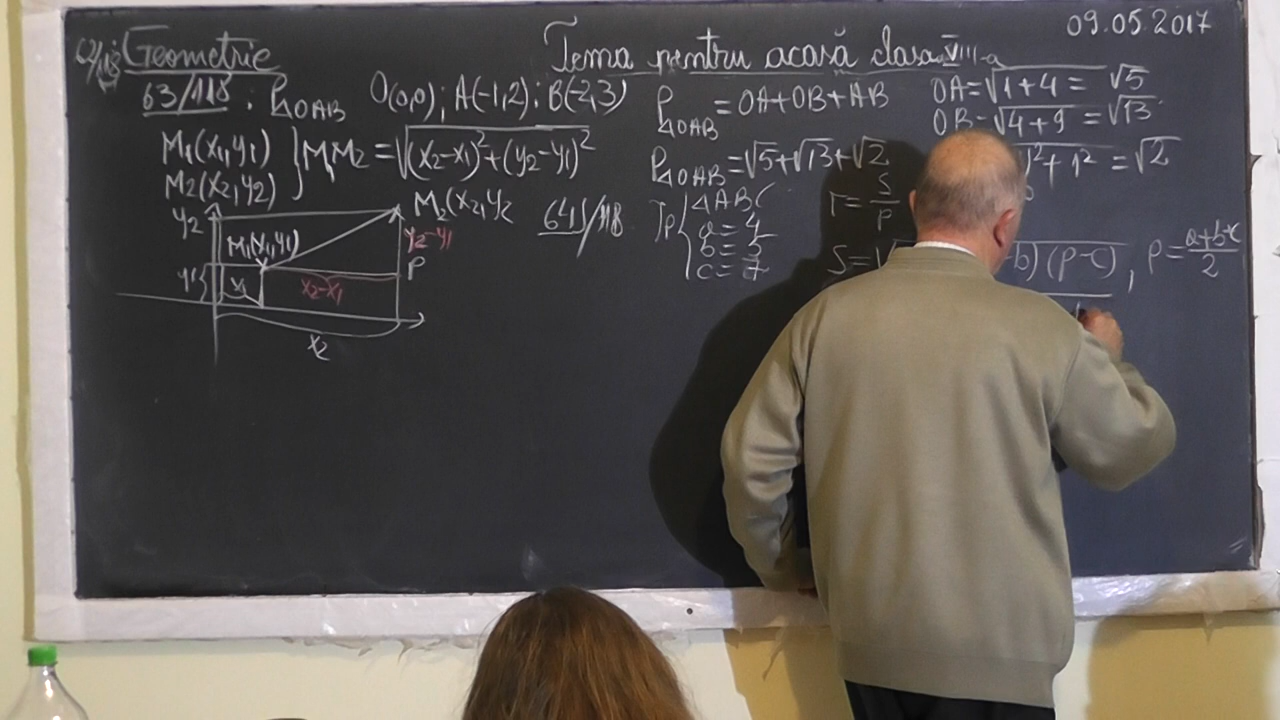 09.05.2017
Geometrie
Tema pentru acasă clasa VIII-a
63/118 : P△OAB O(0,0); A(-1,2); B(-2,3)
M₁(x₁,y₁)
M₂(x₂,y₂)
} M₁M₂ = √((x₂-x₁)²+(y₂-y₁)²)
y₂
M₂(x₂,y₂
M₁(x₁,y₁)
y₂-y₁
P
y₁
x₁
x₂-x₁
x₂
P△OAB = OA+OB+AB
OA=√1+4 = √5
OB=√4+9 = √13
P△OAB=√5+√13+√2
²+1² = √2
/118
Ip { △ABC
a = 4
b = 5
c = 7
r = S/P
S=√
-b)(p-c) , p = a+b+c/2